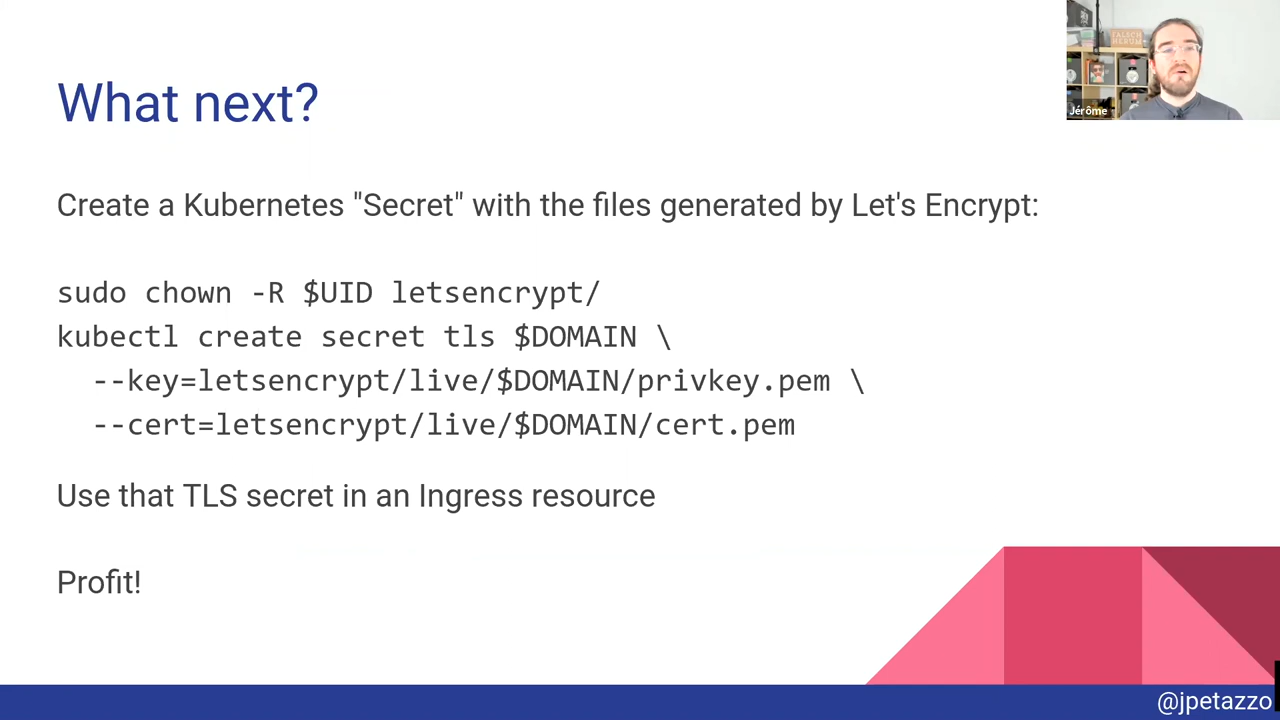 What next?
Create a Kubernetes "Secret" with the files generated by Let's Encrypt:
sudo chown -R $UID letsencrypt/
kubectl create secret tls $DOMAIN \
--key=letsencrypt/live/$DOMAIN/privkey.pem \
--cert=letsencrypt/live/$DOMAIN/cert.pem
Use that TLS secret in an Ingress resource
Profit!
FALSCH
HERUM
Jérôme
@jpetazzo